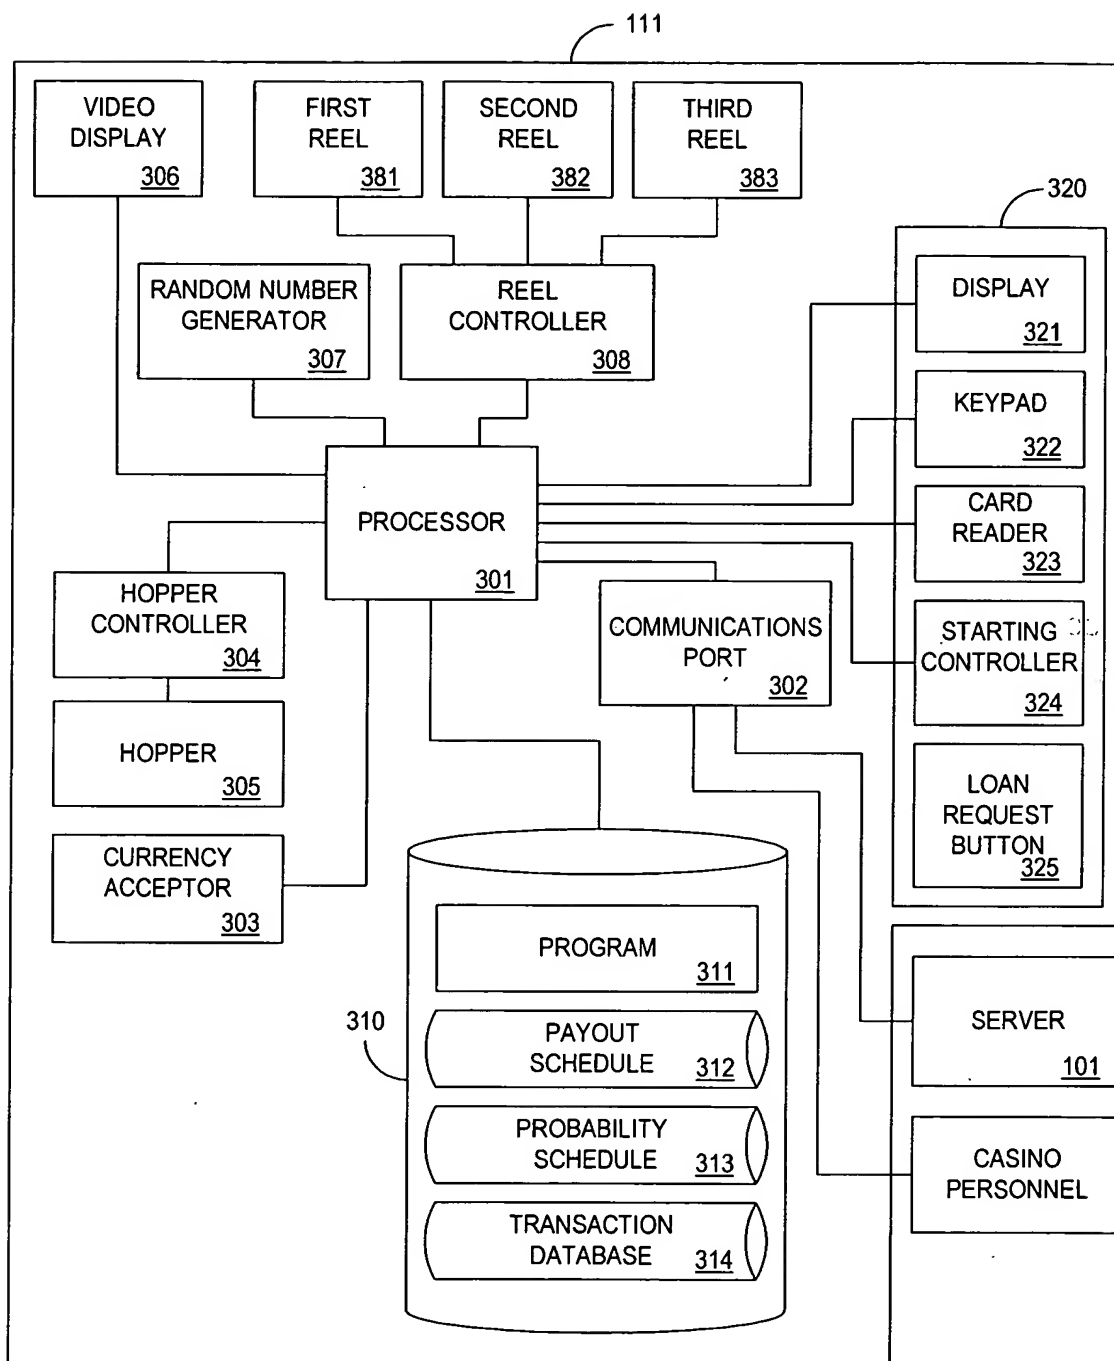 111
VIDEO
DISPLAY
306
FIRST
REEL
381
SECOND
REEL
382
THIRD
REEL
383
320
RANDOM NUMBER
GENERATOR
307
REEL
CONTROLLER
308
DISPLAY
321
KEYPAD
322
CARD
READER
323
STARTING
CONTROLLER
324
LOAN
REQUEST
BUTTON
325
PROCESSOR
301
HOPPER
CONTROLLER
304
HOPPER
305
CURRENCY
ACCEPTOR
303
COMMUNICATIONS
PORT
302
310
PROGRAM
311
PAYOUT
SCHEDULE
312
PROBABILITY
SCHEDULE
313
TRANSACTION
DATABASE
314
SERVER
101
CASINO
PERSONNEL